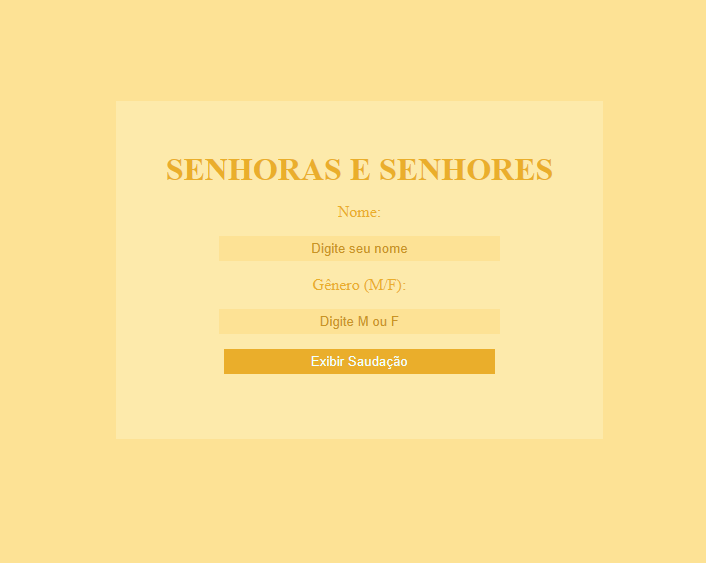 SENHORAS E SENHORES
Nome:
Digite seu nome
Gênero (M/F):
Digite M ou F
Exibir Saudação